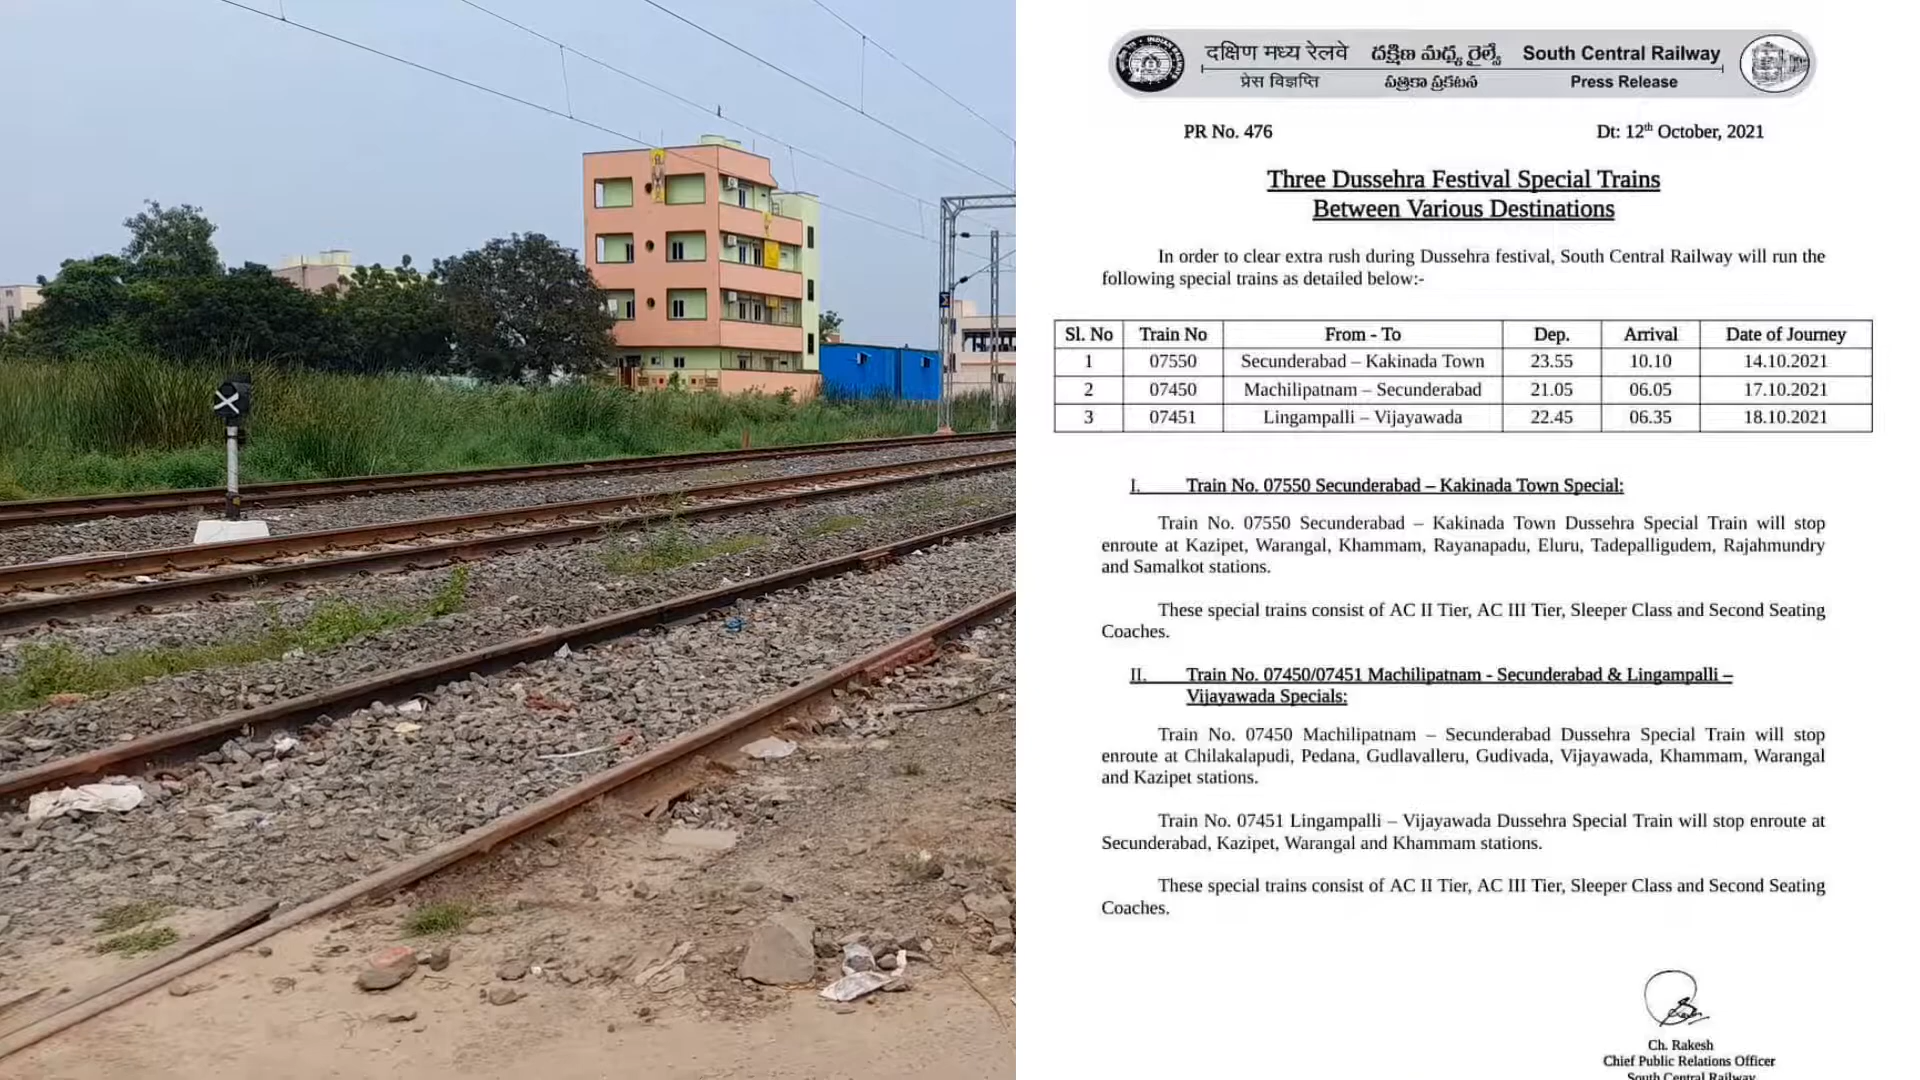 दक्षिण मध्य रेलवे దక్షిణ మధ్య రైల్వే South Central Railway
प्रेस विज्ञप्ति పత్రికా ప్రకటన Press Release
PR No. 476 Dt: 12th October, 2021
Three Dussehra Festival Special Trains
Between Various Destinations
In order to clear extra rush during Dussehra festival, South Central Railway will run the
following special trains as detailed below:-
Sl. No Train No From - To Dep. Arrival Date of Journey
1 07550 Secunderabad – Kakinada Town 23.55 10.10 14.10.2021
2 07450 Machilipatnam – Secunderabad 21.05 06.05 17.10.2021
3 07451 Lingampalli – Vijayawada 22.45 06.35 18.10.2021
I. Train No. 07550 Secunderabad – Kakinada Town Special:
Train No. 07550 Secunderabad – Kakinada Town Dussehra Special Train will stop
enroute at Kazipet, Warangal, Khammam, Rayanapadu, Eluru, Tadepalligudem, Rajahmundry
and Samalkot stations.
These special trains consist of AC II Tier, AC III Tier, Sleeper Class and Second Seating
Coaches.
II. Train No. 07450/07451 Machilipatnam - Secunderabad & Lingampalli –
Vijayawada Specials:
Train No. 07450 Machilipatnam – Secunderabad Dussehra Special Train will stop
enroute at Chilakalapudi, Pedana, Gudlavalleru, Gudivada, Vijayawada, Khammam, Warangal
and Kazipet stations.
Train No. 07451 Lingampalli – Vijayawada Dussehra Special Train will stop enroute at
Secunderabad, Kazipet, Warangal and Khammam stations.
These special trains consist of AC II Tier, AC III Tier, Sleeper Class and Second Seating
Coaches.
Ch. Rakesh
Chief Public Relations Officer
South Central Railway